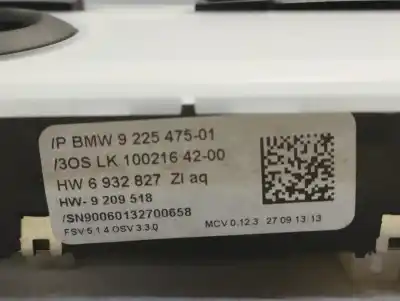 /P BMW 9 225 475-01
/3OS LK 100216 42-00
HW 6 932 827 ZI aq
HW- 9 209 518
/SN90060132700658
FSV 5.1.4 OSV 3.3.0 MCV 0.12.3 27 09 13 13